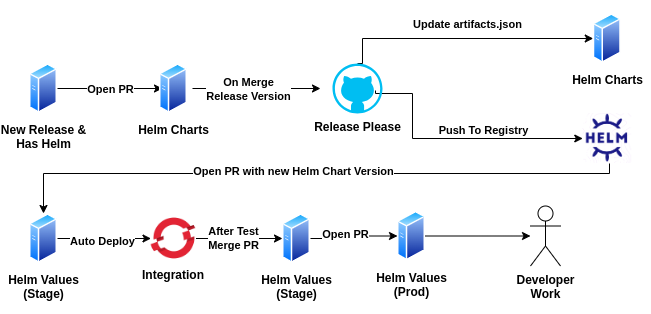 Update artifacts.json
Helm Charts
Open PR
On Merge
Release Version
New Release &
Has Helm
Helm Charts
Release Please
Push To Registry
HELM
Open PR with new Helm Chart Version
Auto Deploy
After Test
Merge PR
Open PR
Helm Values
(Stage)
Integration
Helm Values
(Stage)
Helm Values
(Prod)
Developer
Work